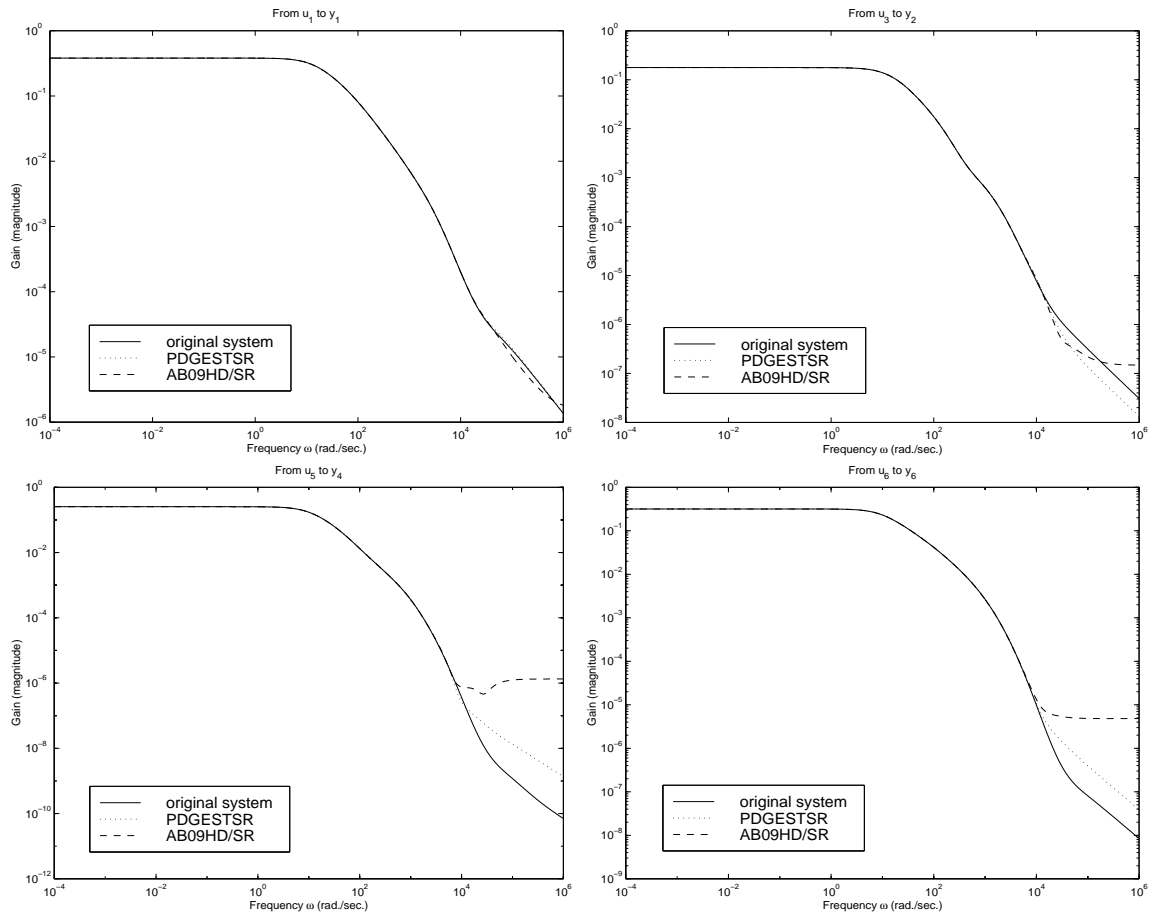 From u1 to y1
10^0
10^-1
10^-2
10^-3
10^-4
10^-5
10^-6
Gain (magnitude)
original system
PDGESTSR
AB09HD/SR
10^-4
10^-2
10^0
10^2
10^4
10^6
Frequency ω (rad./sec.)
From u3 to y2
10^0
10^-1
10^-2
10^-3
10^-4
10^-5
10^-6
10^-7
10^-8
Gain (magnitude)
original system
PDGESTSR
AB09HD/SR
10^-4
10^-2
10^0
10^2
10^4
10^6
Frequency ω (rad./sec.)
From u5 to y4
10^0
10^-2
10^-4
10^-6
10^-8
10^-10
10^-12
Gain (magnitude)
original system
PDGESTSR
AB09HD/SR
10^-4
10^-2
10^0
10^2
10^4
10^6
Frequency ω (rad./sec.)
From u6 to y6
10^0
10^-1
10^-2
10^-3
10^-4
10^-5
10^-6
10^-7
10^-8
10^-9
Gain (magnitude)
original system
PDGESTSR
AB09HD/SR
10^-4
10^-2
10^0
10^2
10^4
10^6
Frequency ω (rad./sec.)